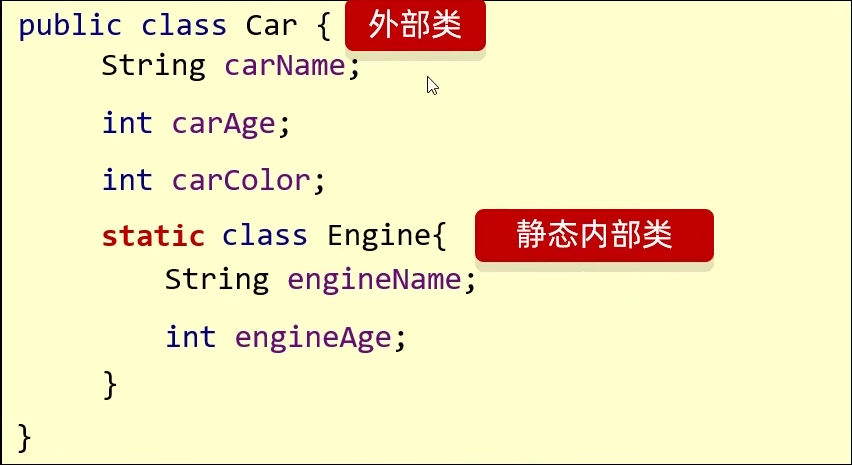 public class Car { 外部类
String carName;
int carAge;
int carColor;
static class Engine{ 静态内部类
String engineName;
int engineAge;
}
}